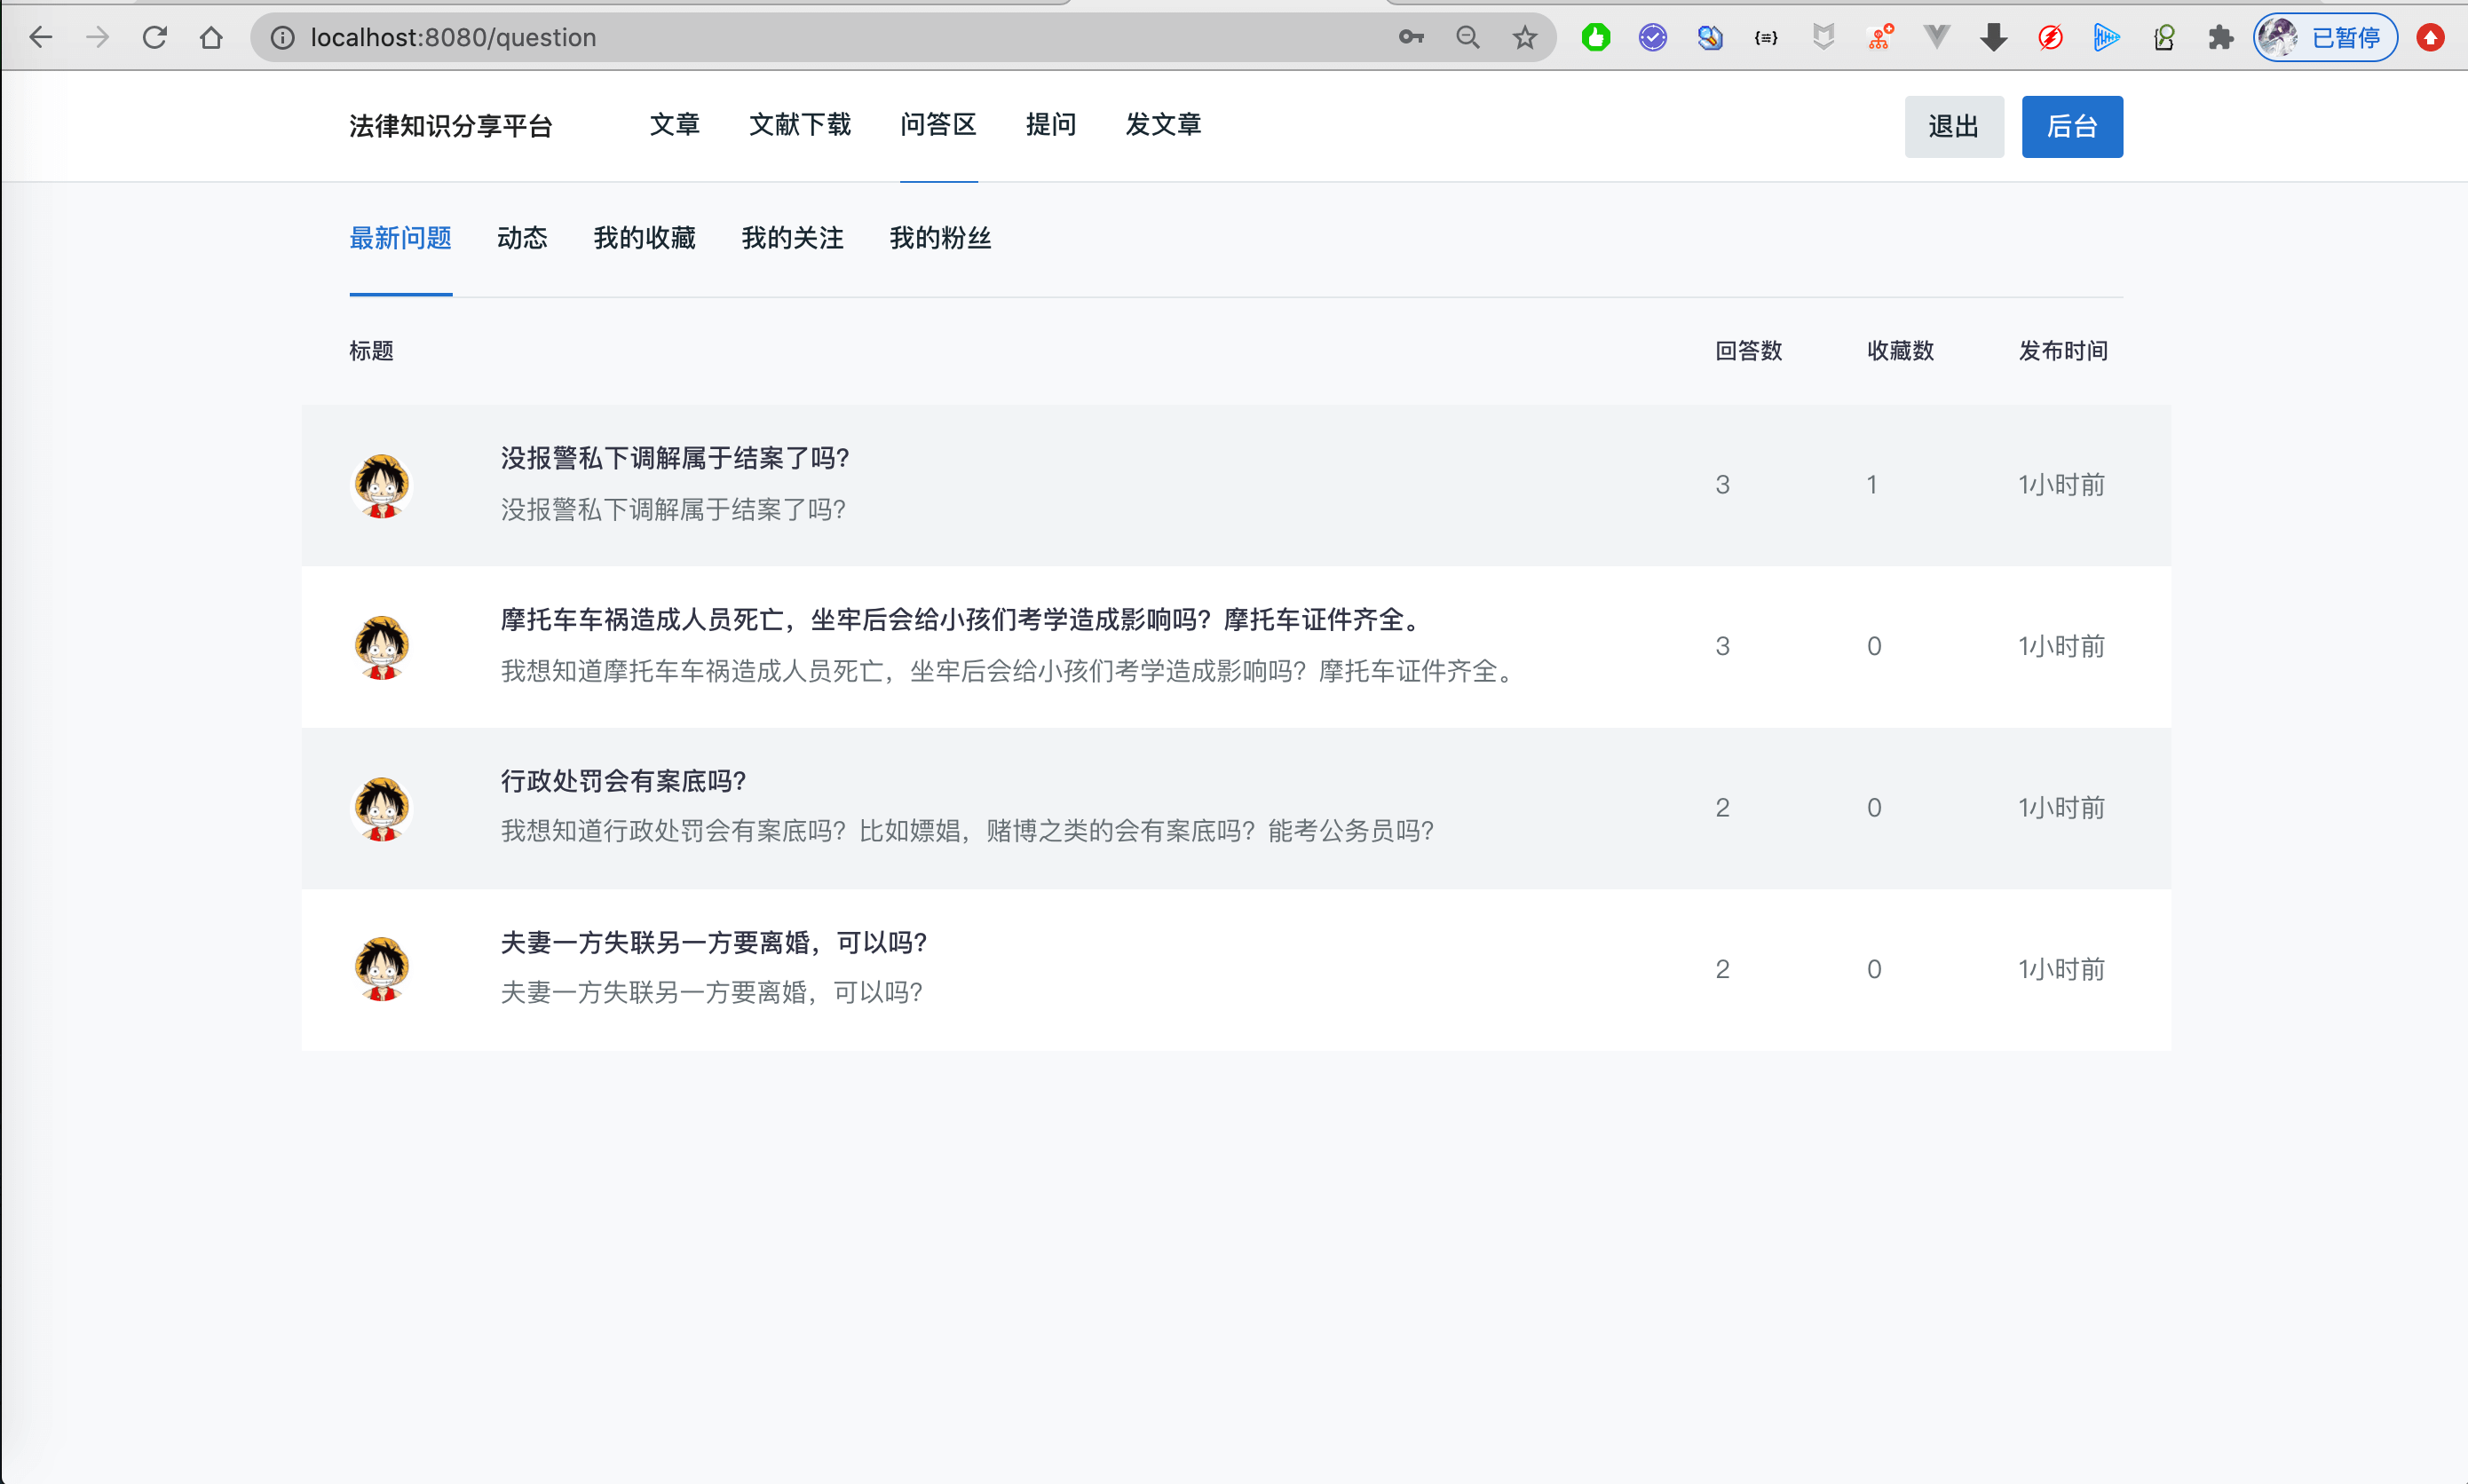 localhost:8080/question
已暂停
法律知识分享平台 文章 文献下载 问答区 提问 发文章 退出 后台
最新问题 动态 我的收藏 我的关注 我的粉丝
标题 回答数 收藏数 发布时间
没报警私下调解属于结案了吗?
没报警私下调解属于结案了吗?
3 1 1小时前
摩托车车祸造成人员死亡，坐牢后会给小孩们考学造成影响吗？摩托车证件齐全。
我想知道摩托车车祸造成人员死亡，坐牢后会给小孩们考学造成影响吗？摩托车证件齐全。
3 0 1小时前
行政处罚会有案底吗?
我想知道行政处罚会有案底吗？比如嫖娼，赌博之类的会有案底吗？能考公务员吗?
2 0 1小时前
夫妻一方失联另一方要离婚，可以吗?
夫妻一方失联另一方要离婚，可以吗?
2 0 1小时前